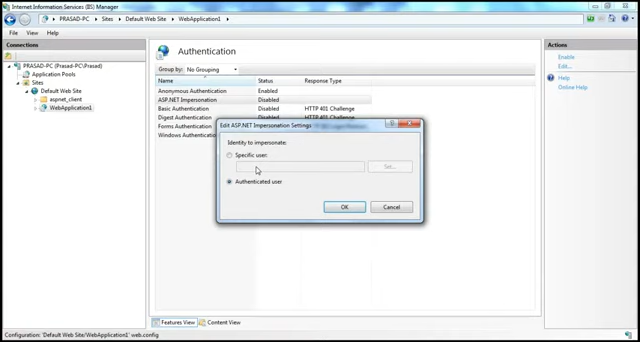 Internet Information Services (IIS) Manager
PRASAD-PC ▸ Sites ▸ Default Web Site ▸ WebApplication1 ▸
File View Help
Connections
PRASAD-PC (Prasad-PC\Prasad)
Application Pools
Sites
Default Web Site
aspnet_client
WebApplication1
Authentication
Group by: No Grouping
Name Status Response Type
Anonymous Authentication Enabled
ASP.NET Impersonation Disabled
Basic Authentication Disabled HTTP 401 Challenge
Digest Authentication Disabled HTTP 401 Challenge
Forms Authentication
Windows Authentication
Edit ASP.NET Impersonation Settings
Identity to impersonate:
Specific user:
Set...
Authenticated user
OK Cancel
Features View Content View
Actions
Enable
Edit...
Help
Online Help
Configuration: 'Default Web Site/WebApplication1' web.config